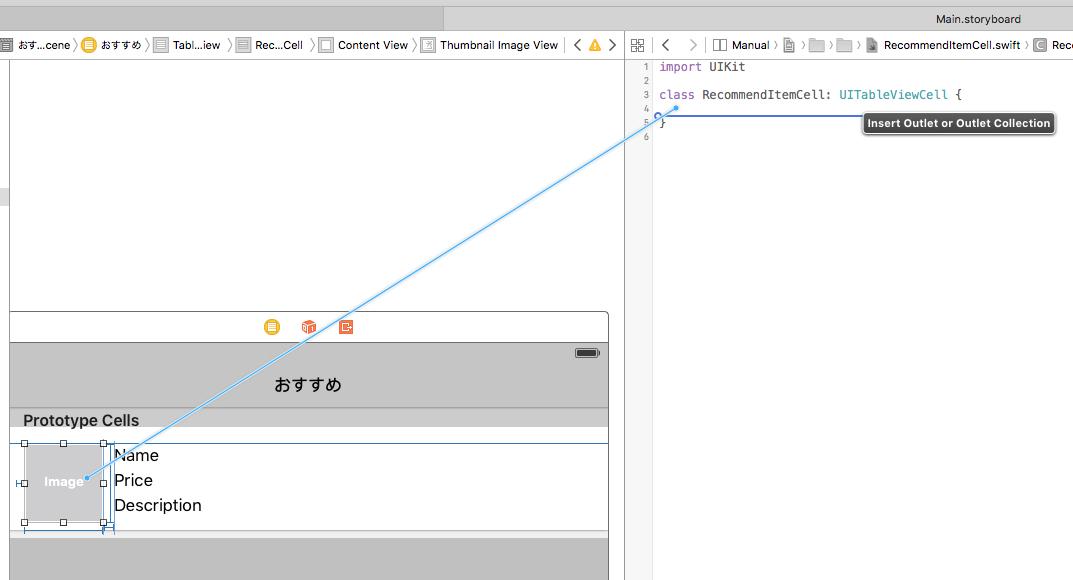 Main.storyboard
おす...cene 〉 おすすめ 〉 Tabl...iew 〉 Rec...Cell 〉 Content View 〉 Thumbnail Image View
Manual 〉 RecommendItemCell.swift 〉 C Reco
1 import UIKit
2
3 class RecommendItemCell: UITableViewCell {
4
Insert Outlet or Outlet Collection
5 }
6
おすすめ
Prototype Cells
Image
Name
Price
Description